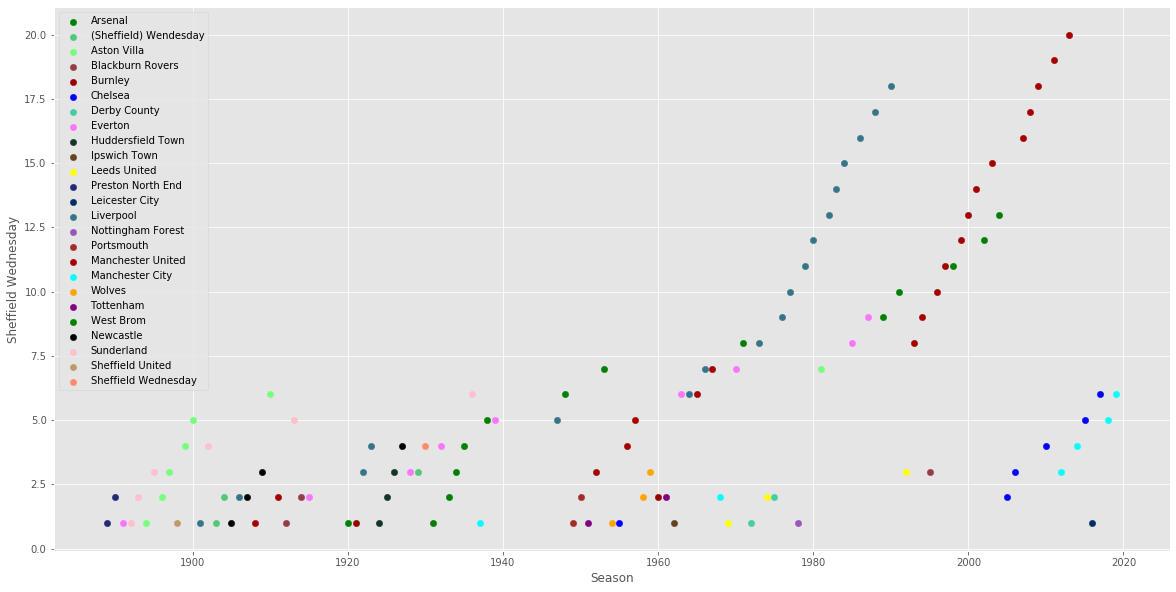 20.0
17.5
15.0
12.5
10.0
7.5
5.0
2.5
0.0
Sheffield Wednesday
Arsenal
(Sheffield) Wendesday
Aston Villa
Blackburn Rovers
Burnley
Chelsea
Derby County
Everton
Huddersfield Town
Ipswich Town
Leeds United
Preston North End
Leicester City
Liverpool
Nottingham Forest
Portsmouth
Manchester United
Manchester City
Wolves
Tottenham
West Brom
Newcastle
Sunderland
Sheffield United
Sheffield Wednesday
1900 1920 1940 1960 1980 2000 2020
Season